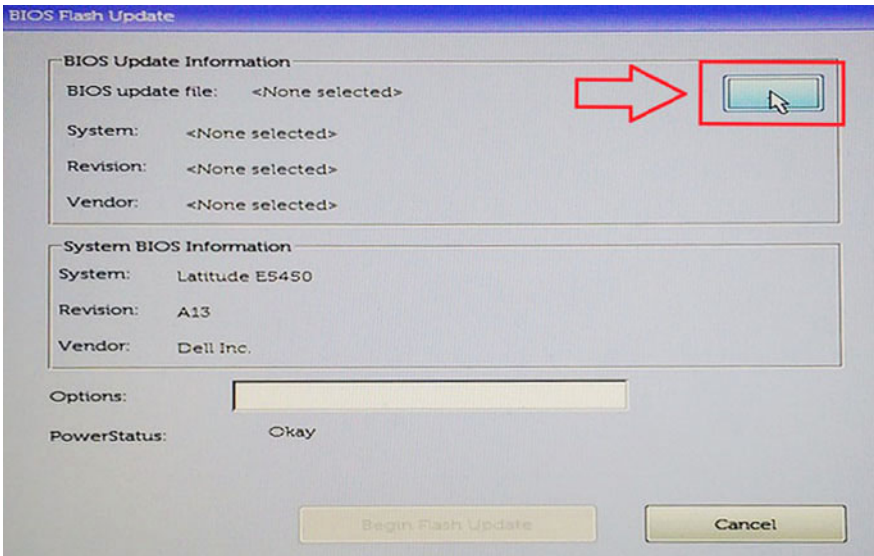 BIOS Flash Update
BIOS Update Information
BIOS update file: <None selected>
System: <None selected>
Revision: <None selected>
Vendor: <None selected>
System BIOS Information
System: Latitude E5450
Revision: A13
Vendor: Dell Inc.
Options:
PowerStatus: Okay
Begin Flash Update
Cancel